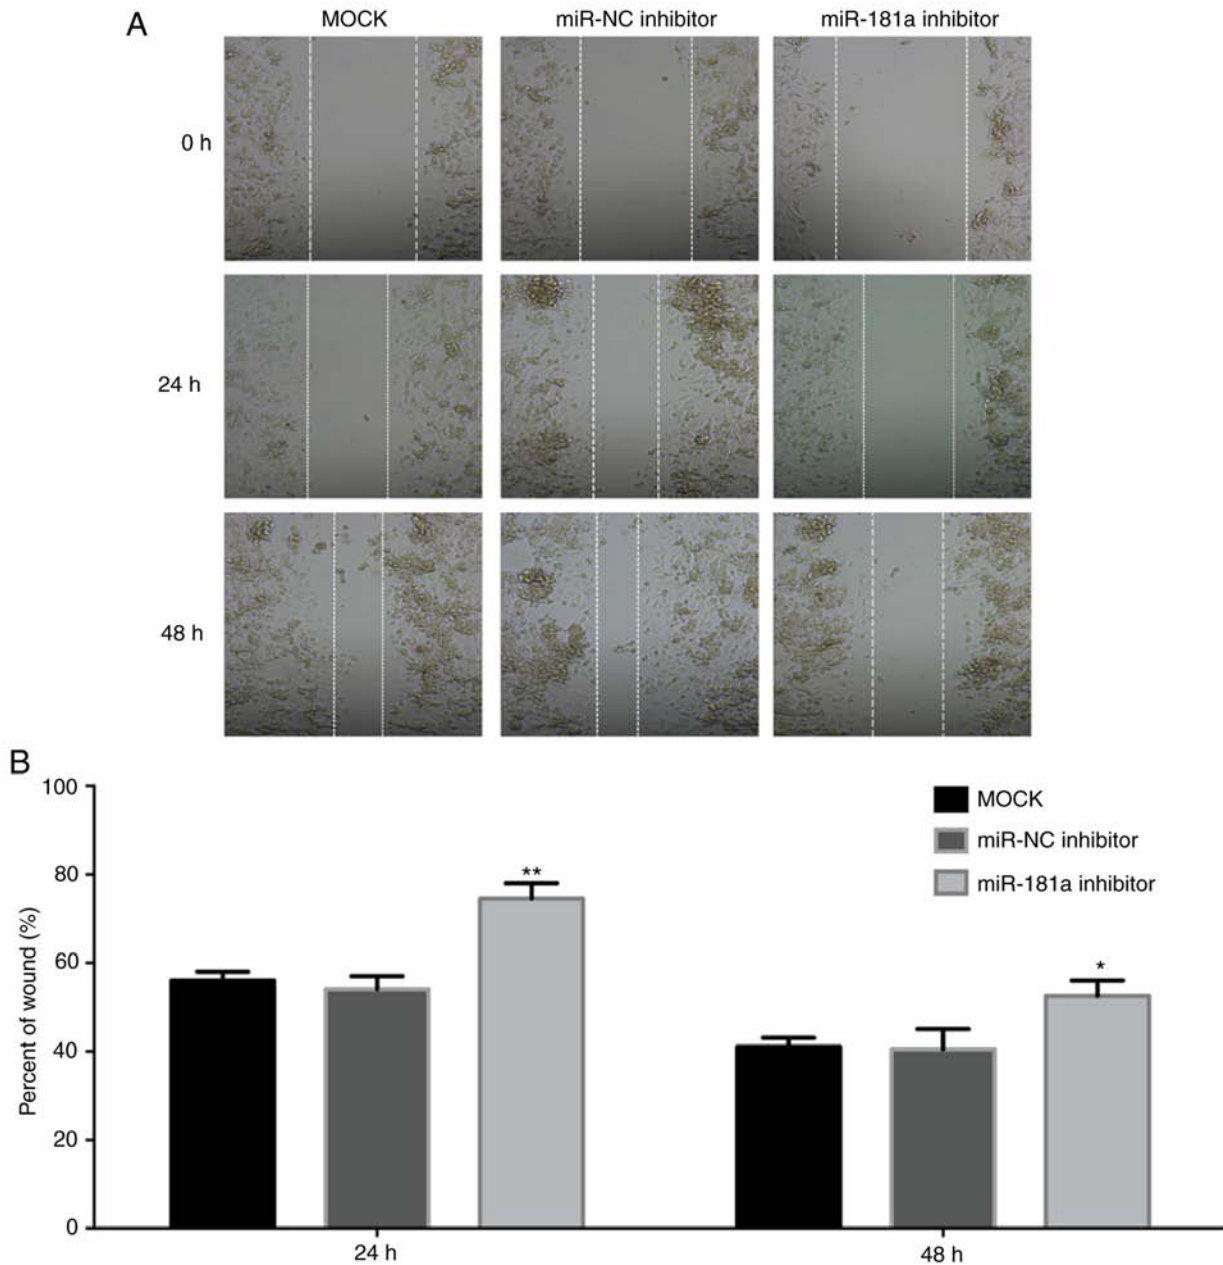 A
MOCK miR-NC inhibitor miR-181a inhibitor
0 h
24 h
48 h
B
100
80
60
40
20
0
Percent of wound (%)
**
*
MOCK
miR-NC inhibitor
miR-181a inhibitor
24 h 48 h